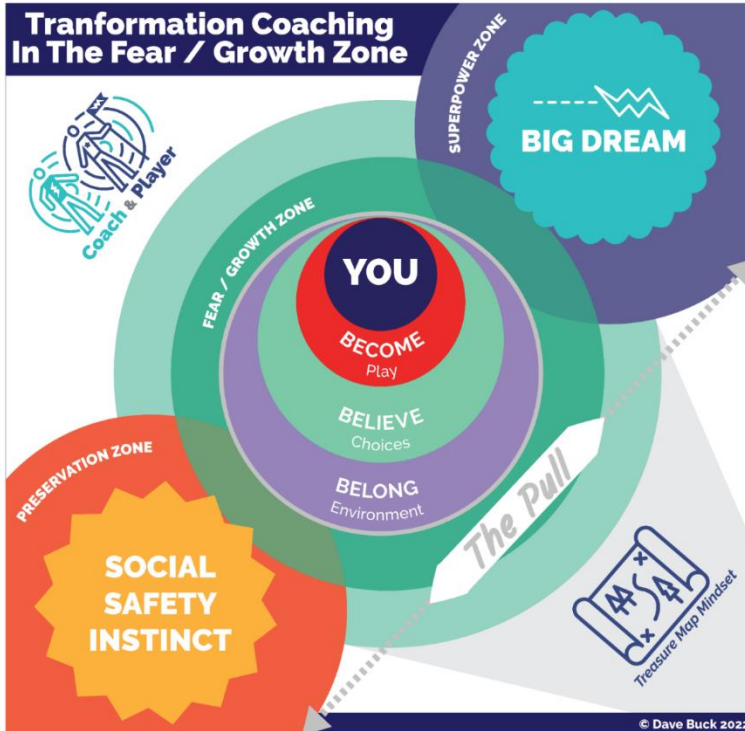 Tranformation Coaching
In The Fear / Growth Zone
SUPERPOWER ZONE
BIG DREAM
Coach & Player
FEAR / GROWTH ZONE
YOU
BECOME
Play
BELIEVE
Choices
BELONG
Environment
PRESERVATION ZONE
SOCIAL
SAFETY
INSTINCT
The Pull
Treasure Map Mindset
© Dave Buck 2022